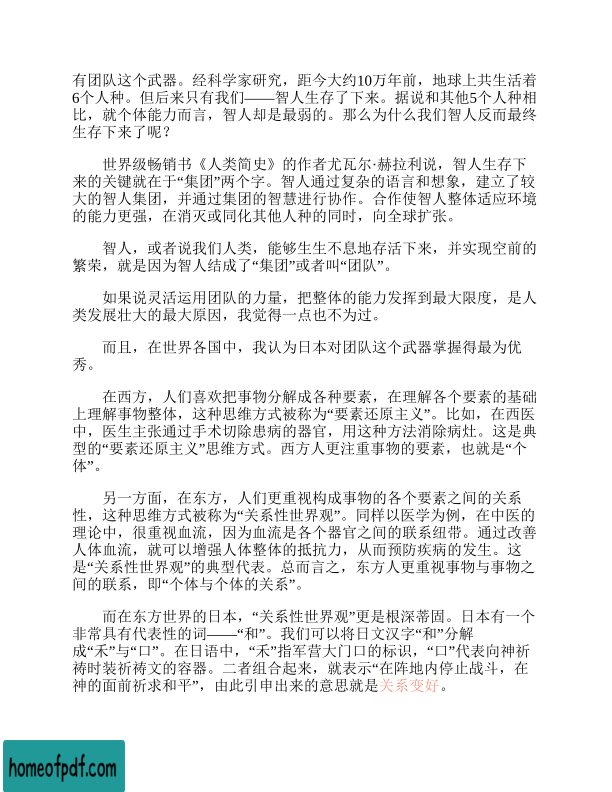 有团队这个武器。经科学家研究，距今大约10万年前，地球上共生活着
6个人种。但后来只有我们——智人生存了下来。据说和其他5个人种相
比，就个体能力而言，智人却是最弱的。那么为什么我们智人反而最终
生存下来了呢？
世界级畅销书《人类简史》的作者尤瓦尔·赫拉利说，智人生存下
来的关键就在于“集团”两个字。智人通过复杂的语言和想象，建立了较
大的智人集团，并通过集团的智慧进行协作。合作使智人整体适应环境
的能力更强，在消灭或同化其他人种的同时，向全球扩张。
智人，或者说我们人类，能够生生不息地存活下来，并实现空前的
繁荣，就是因为智人结成了“集团”或者叫“团队”。
如果说灵活运用团队的力量，把整体的能力发挥到最大限度，是人
类发展壮大的最大原因，我觉得一点也不为过。
而且，在世界各国中，我认为日本对团队这个武器掌握得最为优
秀。
在西方，人们喜欢把事物分解成各种要素，在理解各个要素的基础
上理解事物整体，这种思维方式被称为“要素还原主义”。比如，在西医
中，医生主张通过手术切除患病的器官，用这种方法消除病灶。这是典
型的“要素还原主义”思维方式。西方人更注重事物的要素，也就是“个
体”。
另一方面，在东方，人们更重视构成事物的各个要素之间的关系
性，这种思维方式被称为“关系性世界观”。同样以医学为例，在中医的
理论中，很重视血流，因为血流是各个器官之间的联系纽带。通过改善
人体血流，就可以增强人体整体的抵抗力，从而预防疾病的发生。这
是“关系性世界观”的典型代表。总而言之，东方人更重视事物与事物之
间的联系，即“个体与个体的关系”。
而在东方世界的日本，“关系性世界观”更是根深蒂固。日本有一个
非常具有代表性的词——“和”。我们可以将日文汉字“和”分解
成“禾”与“口”。在日语中，“禾”指军营大门口的标识，“口”代表向神祈
祷时装祈祷文的容器。二者组合起来，就表示“在阵地内停止战斗，在
神的面前祈求和平”，由此引申出来的意思就是关系变好。
homeofpdf.com